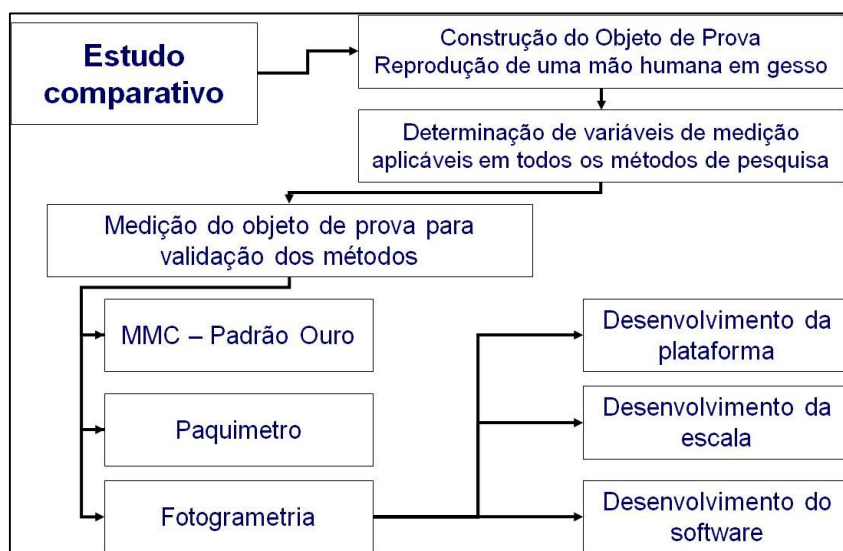 Estudo
comparativo
Construção do Objeto de Prova
Reprodução de uma mão humana em gesso
Determinação de variáveis de medição
aplicáveis em todos os métodos de pesquisa
Medição do objeto de prova para
validação dos métodos
MMC – Padrão Ouro
Paquimetro
Fotogrametria
Desenvolvimento da
plataforma
Desenvolvimento da
escala
Desenvolvimento do
software